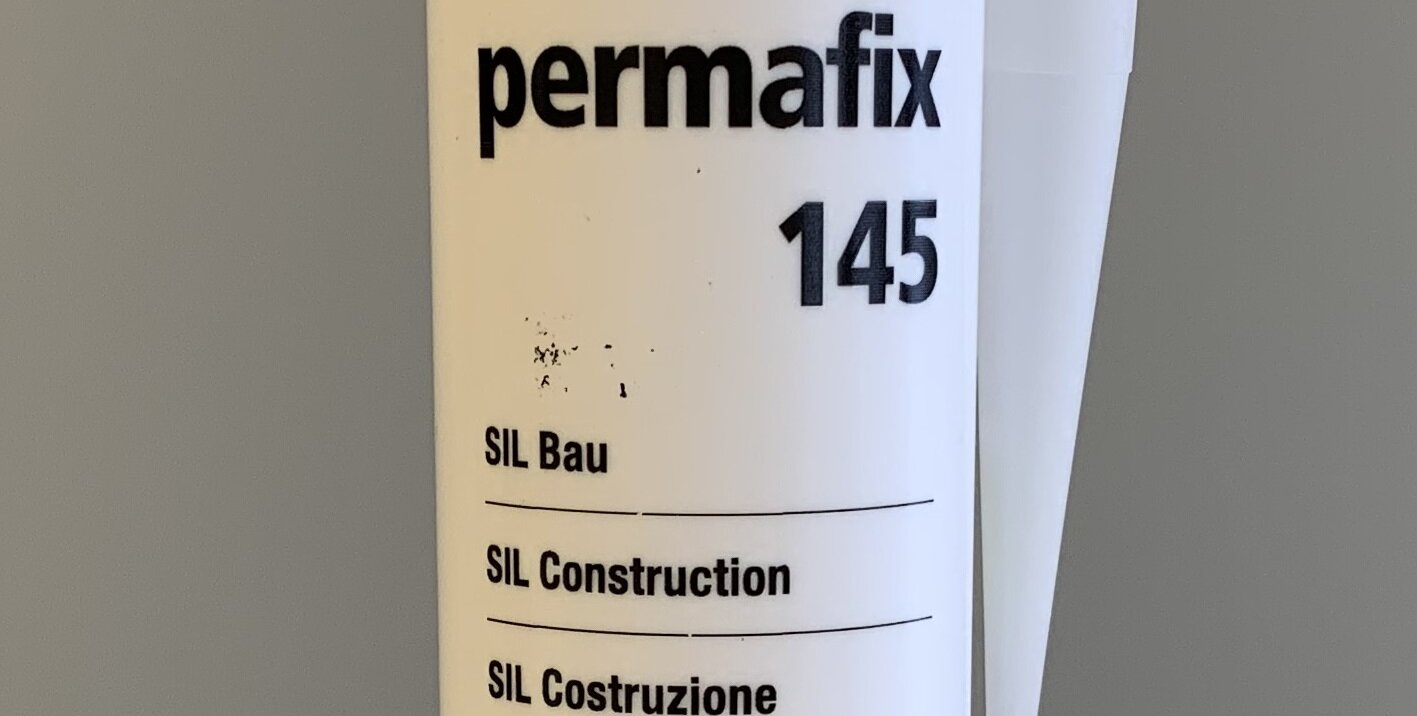 permafix
145
SIL Bau
SIL Construction
SIL Costruzione